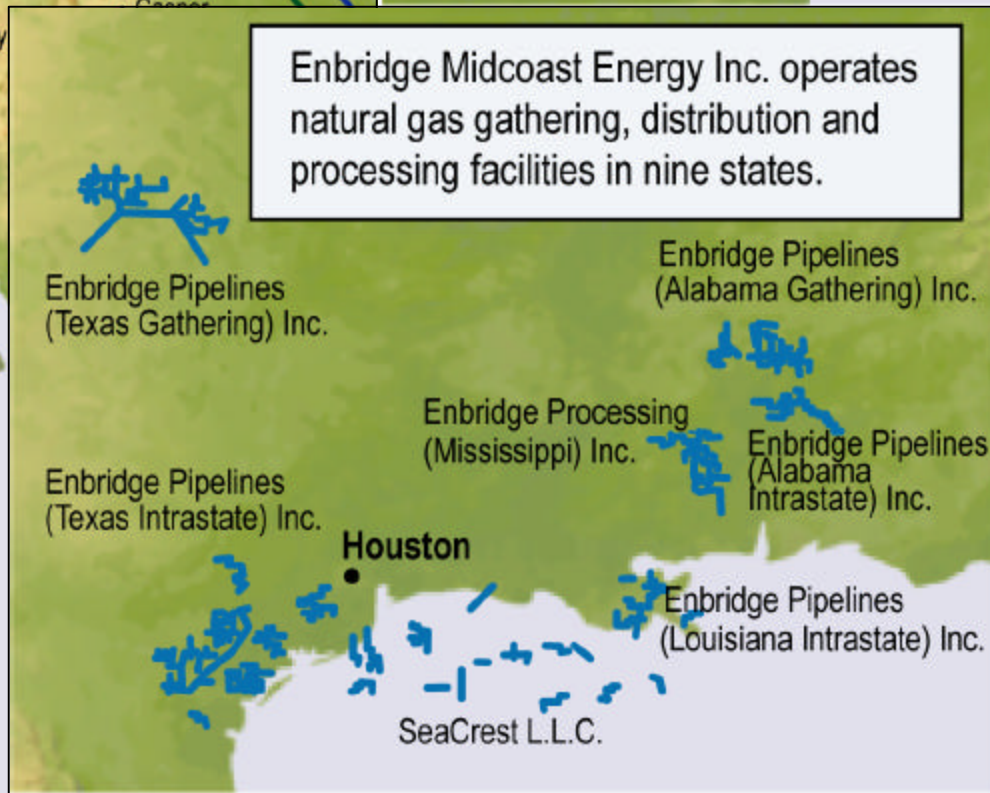 Casper
Enbridge Midcoast Energy Inc. operates
natural gas gathering, distribution and
processing facilities in nine states.
Enbridge Pipelines
(Texas Gathering) Inc.
Enbridge Pipelines
(Alabama Gathering) Inc.
Enbridge Processing
(Mississippi) Inc.
Enbridge Pipelines
(Alabama
Intrastate) Inc.
Enbridge Pipelines
(Texas Intrastate) Inc.
Houston
Enbridge Pipelines
(Louisiana Intrastate) Inc.
SeaCrest L.L.C.